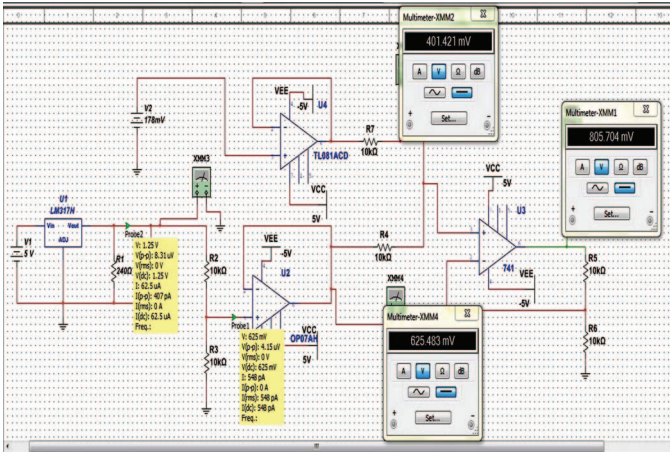 Multimeter-XMM2
401.421 mV
A V Ω dB
+ Set... -
V2
178mV
VEE
-5V
U4
TL081ACD
R7
10kΩ
VCC
5V
Multimeter-XMM1
805.704 mV
A V Ω dB
+ Set... -
XMM3
U1
LM317H
Vin Vout
ADJ
V1
5 V
Probe2
R1
240Ω
V: 1.25 V
V(p-p): 8.31 uV
V(rms): 0 V
V(dc): 1.25 V
I: 62.5 uA
I(p-p): 407 pA
I(rms): 0 A
I(dc): 62.5 uA
Freq.:
R2
10kΩ
R3
10kΩ
VEE
-5V
U2
OP07AH
VCC
5V
Probe1
V: 625 mV
V(p-p): 4.15 uV
V(rms): 0 V
V(dc): 625 mV
I: 548 pA
I(p-p): 0 A
I(rms): 548 pA
I(dc): 548 pA
Freq.:
R4
10kΩ
VCC
5V
U3
741
VEE
-5V
R5
10kΩ
R6
10kΩ
XMM4
Multimeter-XMM4
625.483 mV
A V Ω dB
+ Set... -